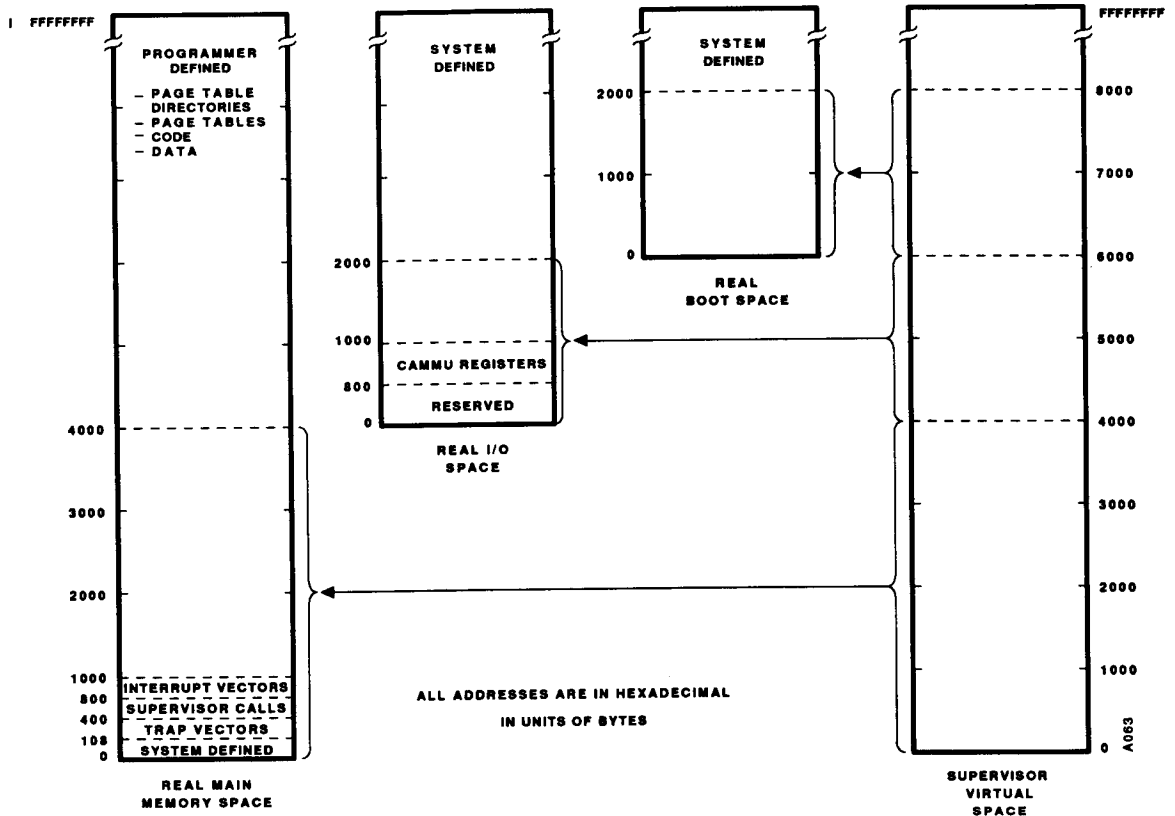 I FFFFFFFF
PROGRAMMER
DEFINED
– PAGE TABLE
DIRECTORIES
– PAGE TABLES
– CODE
– DATA
4000
3000
2000
1000
INTERRUPT VECTORS
800
SUPERVISOR CALLS
400
TRAP VECTORS
108
SYSTEM DEFINED
0
REAL MAIN
MEMORY SPACE
SYSTEM
DEFINED
2000
1000
CAMMU REGISTERS
800
RESERVED
0
REAL I/O
SPACE
SYSTEM
DEFINED
2000
1000
0
REAL
BOOT SPACE
ALL ADDRESSES ARE IN HEXADECIMAL
IN UNITS OF BYTES
FFFFFFFF
8000
7000
6000
5000
4000
3000
2000
1000
0
A063
SUPERVISOR
VIRTUAL
SPACE